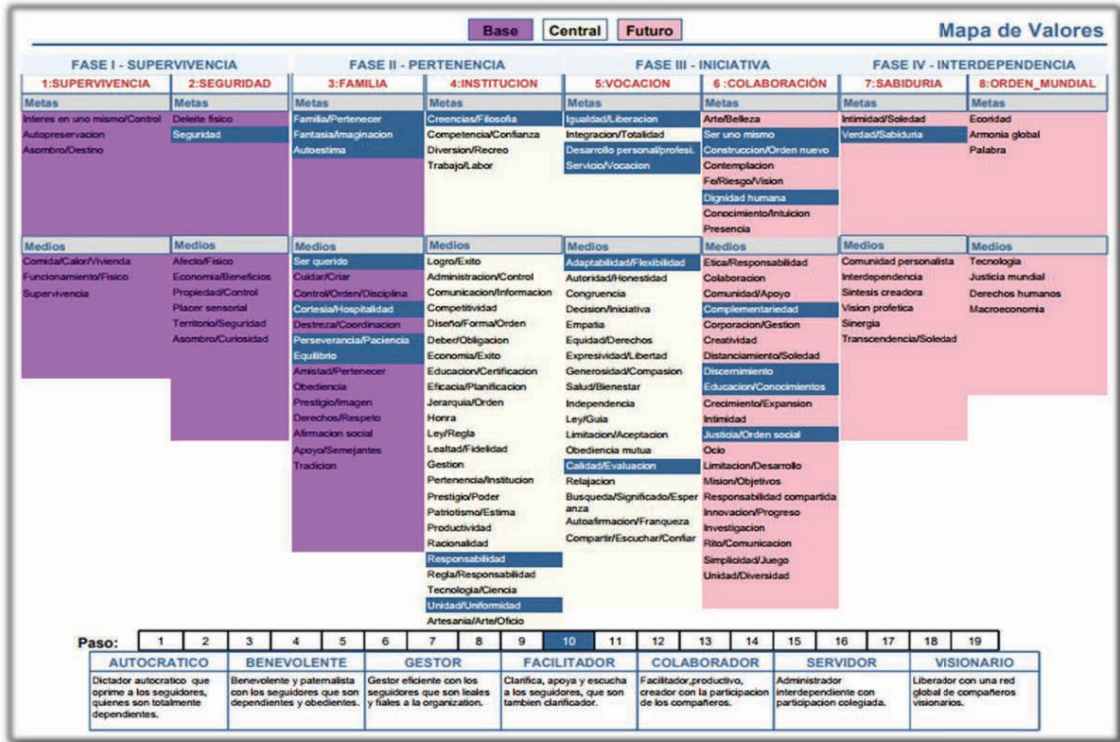 Base Central Futuro
Mapa de Valores
FASE I - SUPERVIVENCIA
FASE II - PERTENENCIA
FASE III - INICIATIVA
FASE IV - INTERDEPENDENCIA
1:SUPERVIVENCIA
Metas
Interes en uno mismo/Control
Autopreservacion
Asombro/Destino
2:SEGURIDAD
Metas
Deleite fisico
Seguridad
3:FAMILIA
Metas
Familia/Pertenecer
Fantasia/Imaginacion
Autoestima
4:INSTITUCION
Metas
Creencias/Filosofia
Competencia/Confianza
Diversion/Recreo
Trabajo/Labor
5:VOCACION
Metas
Igualdad/Liberacion
Integracion/Totalidad
Desarrollo personal/profesi.
Servicio/Vocacion
6 :COLABORACIÓN
Metas
Arte/Belleza
Ser uno mismo
Construccion/Orden nuevo
Contemplacion
Fe/Riesgo/Vision
Dignidad humana
Conocimiento/Intuicion
Presencia
7:SABIDURIA
Metas
Intimidad/Soledad
Verdad/Sabiduria
8:ORDEN_MUNDIAL
Metas
Ecoridad
Armonia global
Palabra
Medios
Comida/Calor/Vivienda
Funcionamiento/Fisico
Supervivencia
Medios
Afecto/Fisico
Economia/Beneficios
Propiedad/Control
Placer sensorial
Territorio/Seguridad
Asombro/Curiosidad
Medios
Ser querido
Cuidar/Criar
Control/Orden/Disciplina
Cortesia/Hospitalidad
Destreza/Coordinacion
Perseverancia/Paciencia
Equilibrio
Amistad/Pertenecer
Obediencia
Prestigio/Imagen
Derechos/Respeto
Afirmacion social
Apoyo/Semejantes
Tradicion
Medios
Logro/Exito
Administracion/Control
Comunicacion/Informacion
Competitividad
Diseño/Forma/Orden
Deber/Obligacion
Economia/Exito
Educacion/Certificacion
Eficacia/Planificacion
Jerarquia/Orden
Honra
Ley/Regla
Lealtad/Fidelidad
Gestion
Pertenencia/Institucion
Prestigio/Poder
Patriotismo/Estima
Productividad
Racionalidad
Responsabilidad
Regla/Responsabilidad
Tecnologia/Ciencia
Unidad/Uniformidad
Artesania/Arte/Oficio
Medios
Adaptabilidad/Flexibilidad
Autoridad/Honestidad
Congruencia
Decision/Iniciativa
Empatia
Equidad/Derechos
Expresividad/Libertad
Generosidad/Compasion
Salud/Bienestar
Independencia
Ley/Guia
Limitacion/Aceptacion
Obediencia mutua
Calidad/Evaluacion
Relajacion
Busqueda/Significado/Esper
anza
Autoafirmacion/Franqueza
Compartir/Escuchar/Confiar
Medios
Etica/Responsabilidad
Colaboracion
Comunidad/Apoyo
Complementariedad
Corporacion/Gestion
Creatividad
Distanciamiento/Soledad
Discernimiento
Educacion/Conocimientos
Crecimiento/Expansion
Intimidad
Justicia/Orden social
Ocio
Limitacion/Desarrollo
Mision/Objetivos
Responsabilidad compartida
Innovacion/Progreso
Investigacion
Rito/Comunicacion
Simplicidad/Juego
Unidad/Diversidad
Medios
Comunidad personalista
Interdependencia
Sintesis creadora
Vision profetica
Sinergia
Transcendencia/Soledad
Medios
Tecnologia
Justicia mundial
Derechos humanos
Macroeconomia
Paso: 1 2 3 4 5 6 7 8 9 10 11 12 13 14 15 16 17 18 19
AUTOCRATICO
Dictador autocratico que
oprime a los seguidores,
quienes son totalmente
dependientes.
BENEVOLENTE
Benevolente y paternalista
con los seguidores que son
dependientes y obedientes.
GESTOR
Gestor eficiente con los
seguidores que son leales
y fiales a la organization.
FACILITADOR
Clarifica, apoya y escucha
a los seguidores, que son
tambien clarificador.
COLABORADOR
Facilitador,productivo,
creador con la participacion
de los compañeros.
SERVIDOR
Administrador
interdependiente con
participacion colegiada.
VISIONARIO
Liberador con una red
global de compañeros
visionarios.